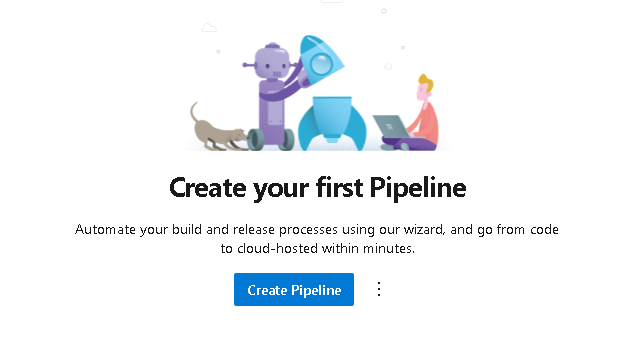 Create your first Pipeline
Automate your build and release processes using our wizard, and go from code
to cloud-hosted within minutes.
Create Pipeline